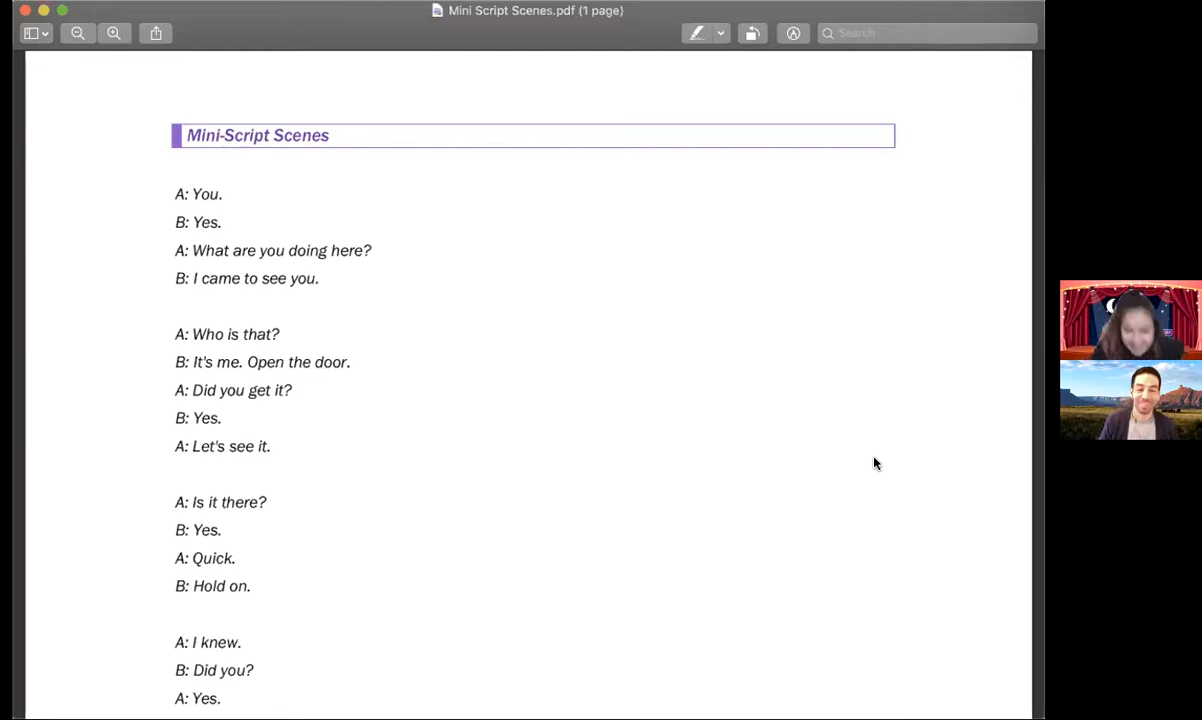 Mini Script Scenes.pdf (1 page)
Search
Mini-Script Scenes
A: You.
B: Yes.
A: What are you doing here?
B: I came to see you.
A: Who is that?
B: It's me. Open the door.
A: Did you get it?
B: Yes.
A: Let's see it.
A: Is it there?
B: Yes.
A: Quick.
B: Hold on.
A: I knew.
B: Did you?
A: Yes.